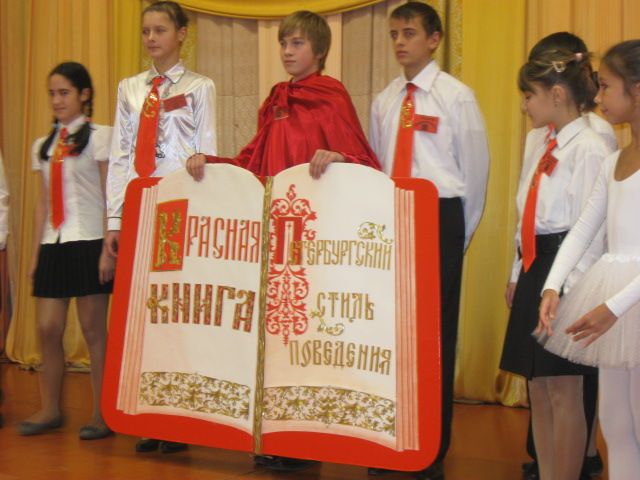 Красная
книга
Петербургский
стиль
поведения